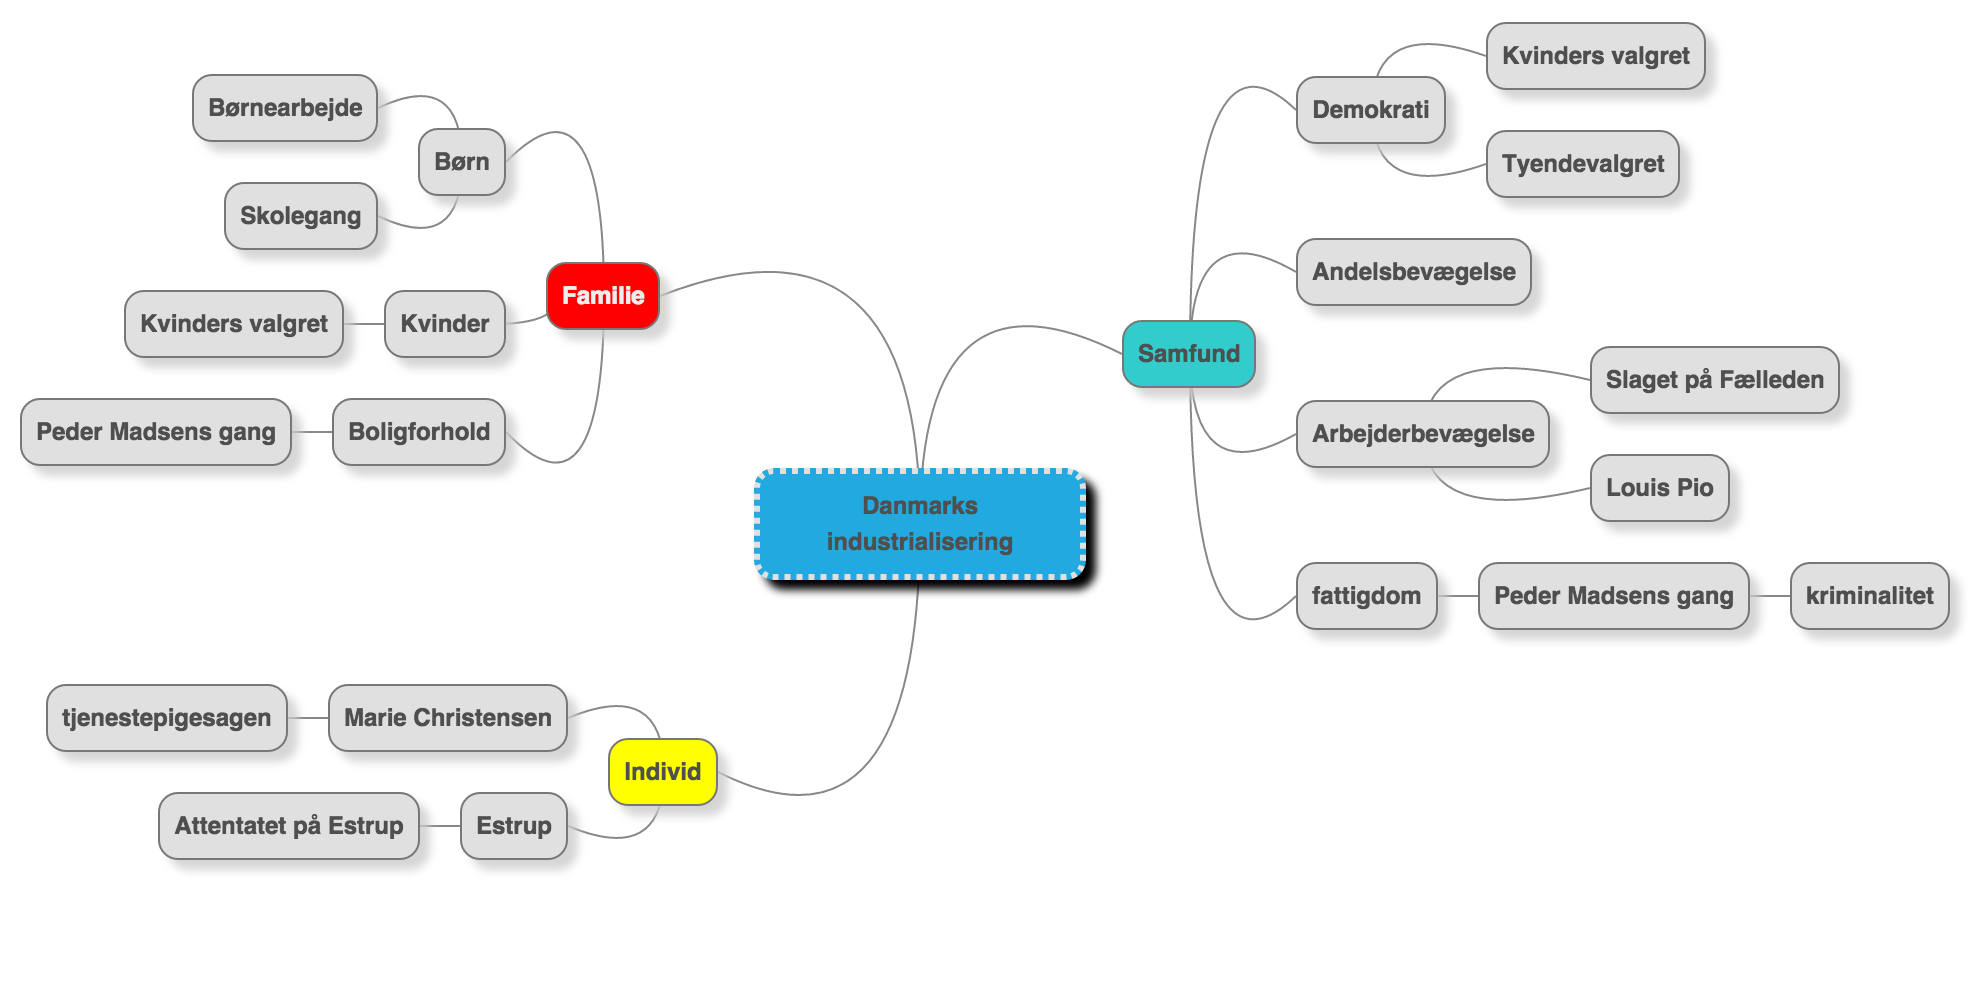 Danmarks
industrialisering
Familie
Børn
Børnearbejde
Skolegang
Kvinder
Kvinders valgret
Boligforhold
Peder Madsens gang
Individ
Marie Christensen
tjenestepigesagen
Estrup
Attentatet på Estrup
Samfund
Demokrati
Kvinders valgret
Tyendevalgret
Andelsbevægelse
Arbejderbevægelse
Slaget på Fælleden
Louis Pio
fattigdom
Peder Madsens gang
kriminalitet